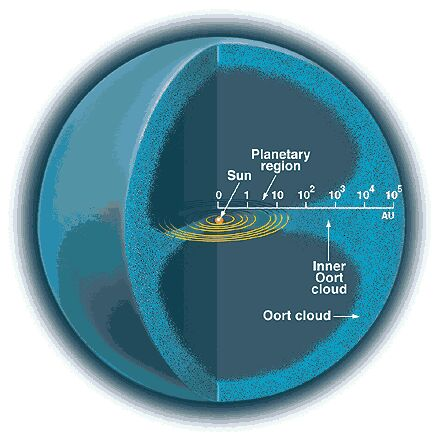 Planetary
region
Sun
0 1 10 10² 10³ 10⁴ 10⁵
AU
Inner
Oort
cloud
Oort cloud